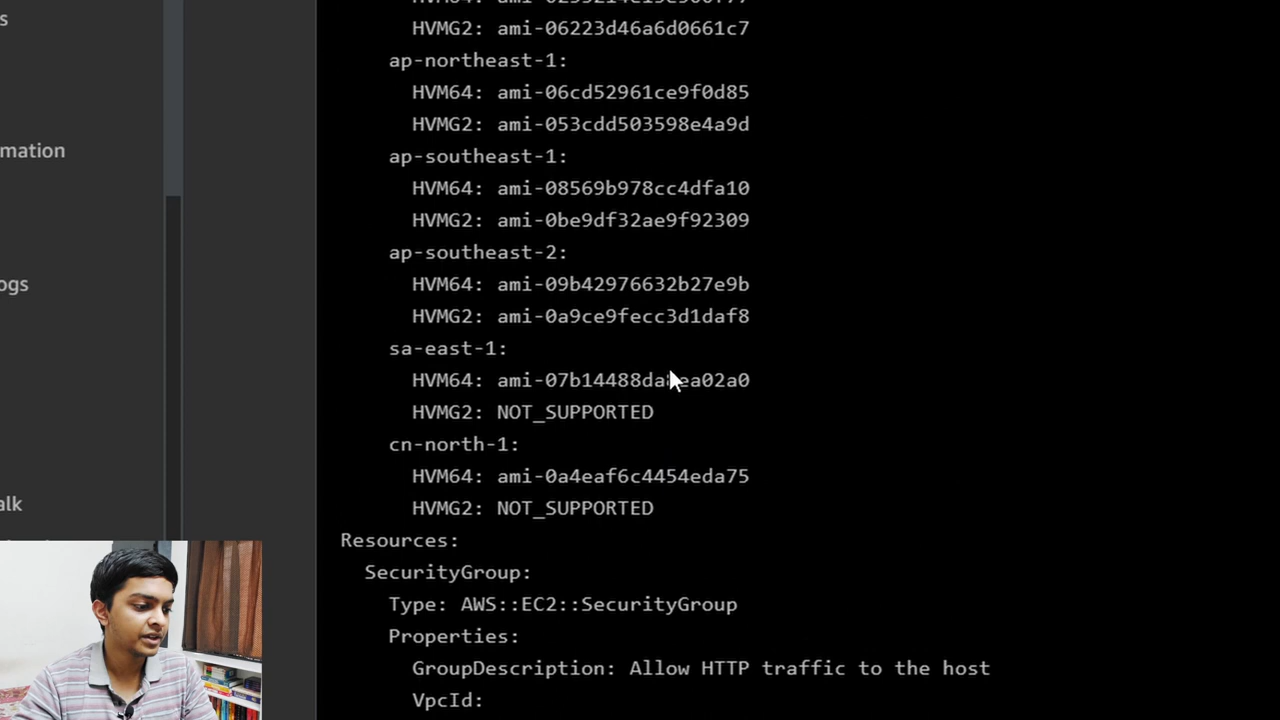 HVMG2: ami-06223d46a6d0661c7
ap-northeast-1:
HVM64: ami-06cd52961ce9f0d85
HVMG2: ami-053cdd503598e4a9d
ap-southeast-1:
HVM64: ami-08569b978cc4dfa10
HVMG2: ami-0be9df32ae9f92309
ap-southeast-2:
HVM64: ami-09b42976632b27e9b
HVMG2: ami-0a9ce9fecc3d1daf8
sa-east-1:
HVM64:
HVMG2: NOT_SUPPORTED
cn-north-1:
HVM64: ami-0a4eaf6c4454eda75
HVMG2: NOT_SUPPORTED
Resources:
SecurityGroup:
Type: AWS::EC2::SecurityGroup
Properties:
GroupDescription: Allow HTTP traffic to the host
VpcId:
s
mation
ogs
alk